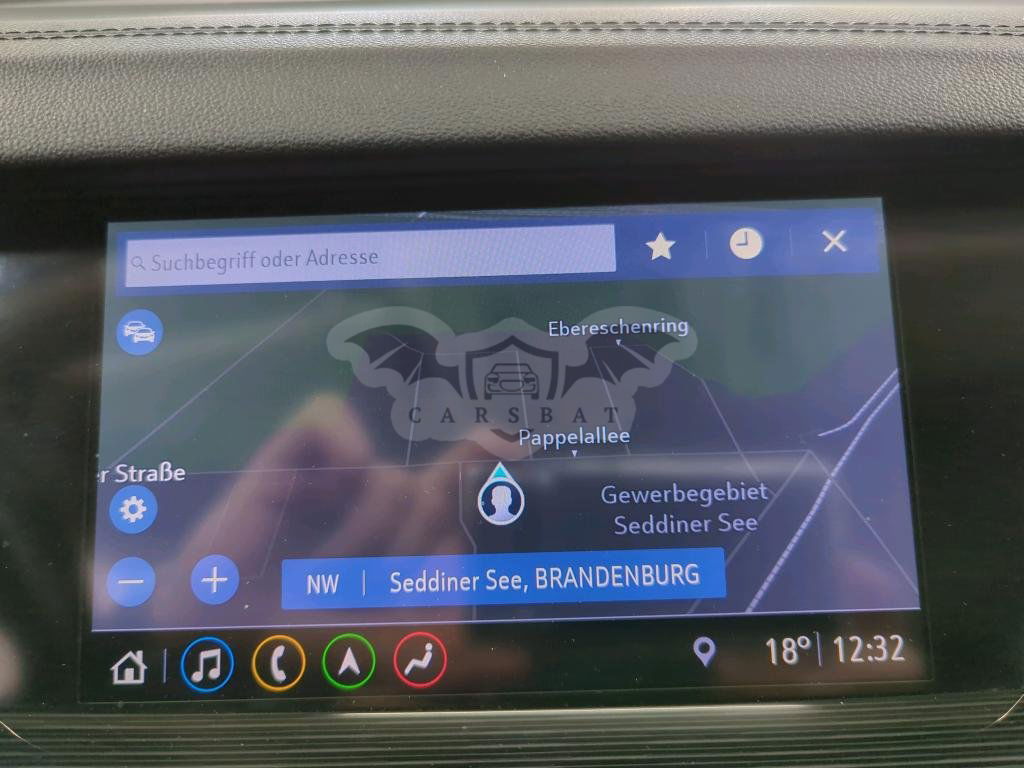 Suchbegriff oder Adresse
Ebereschenring
CARSBAT
Pappelallee
r Straße
Gewerbegebiet
Seddiner See
NW | Seddiner See, BRANDENBURG
18° | 12:32